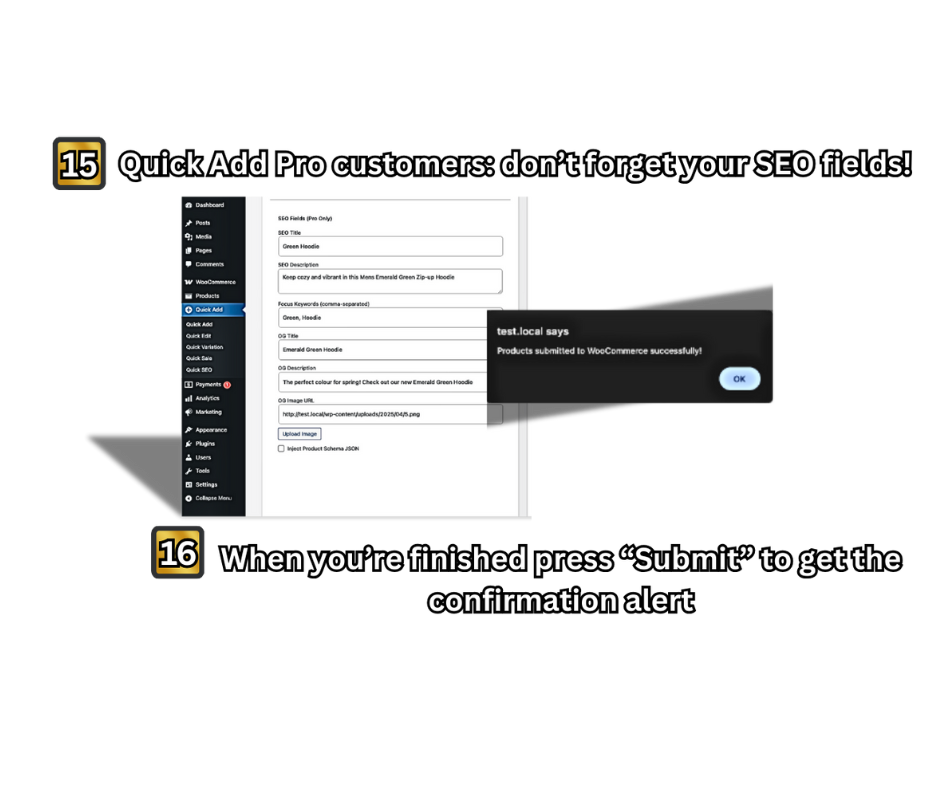 15 Quick Add Pro customers: don't forget your SEO fields!
Dashboard
Posts
Media
Pages
Comments
WooCommerce
Products
Quick Add
Quick Add
Quick Edit
Quick Variation
Quick Sale
Quick SEO
Payments 1
Analytics
Marketing
Appearance
Plugins
Users
Tools
Settings
Collapse Menu
SEO Fields (Pro Only)
SEO Title
Green Hoodie
SEO Description
Keep cozy and vibrant in this Mens Emerald Green Zip-up Hoodie
Focus Keywords (comma-separated)
Green, Hoodie
OG Title
Emerald Green Hoodie
OG Description
The perfect colour for spring! Check out our new Emerald Green Hoodie
OG Image URL
http://test.local/wp-content/uploads/2025/04/5.png
Upload Image
Inject Product Schema JSON
test.local says
Products submitted to WooCommerce successfully!
OK
16 When you're finished press “Submit” to get the
confirmation alert